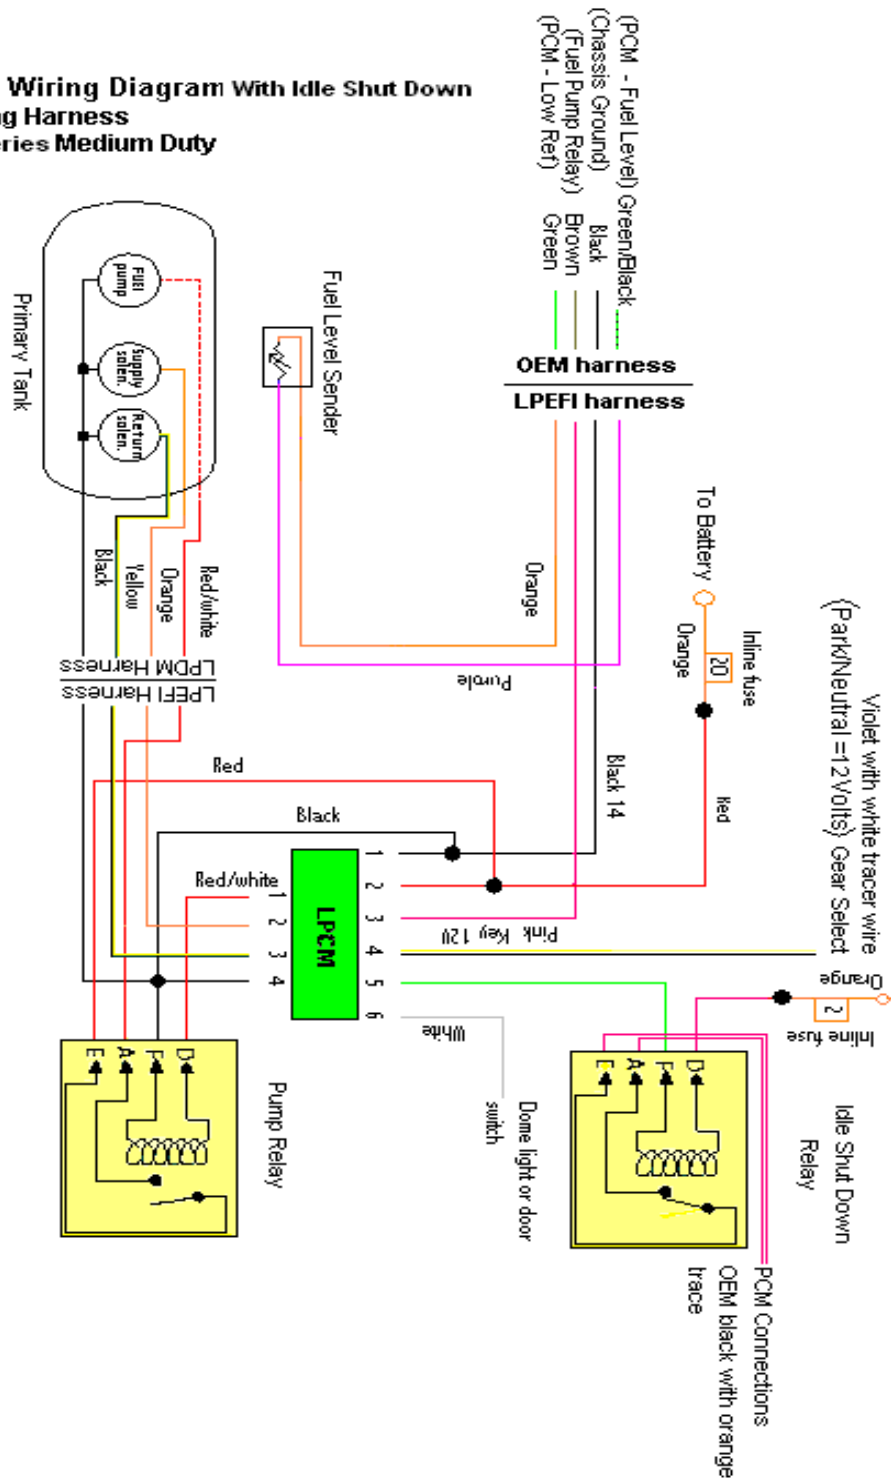 Wiring Diagram With Idle Shut Down
ng Harness
eries Medium Duty
(PCM - Fuel Level) Green/Black
(Chassis Ground) Black
(Fuel Pump Relay) Brown
(PCM - Low Ref) Green
OEM harness
LPEFI harness
Fuel Level Sender
Primary Tank
Fuel
pump
Supply
solen.
Return
solen.
Black
Yellow
Orange
Red/white
LPDM Harness
LPEFI Harness
Orange
Purple
To Battery
Orange
20
Inline fuse
Red
Black 14
Violet with white tracer wire
(Park/Neutral =12Volts) Gear Select
Red
Black
Red/white
LPCM
1
2
3
4
1
2
3
4
5
6
Pink Key 12V
White
Dome light or door
switch
Orange
2
Inline fuse
Idle Shut Down
Relay
E A F D
Pump Relay
E A F D
PCM Connections
OEM black with orange
trace